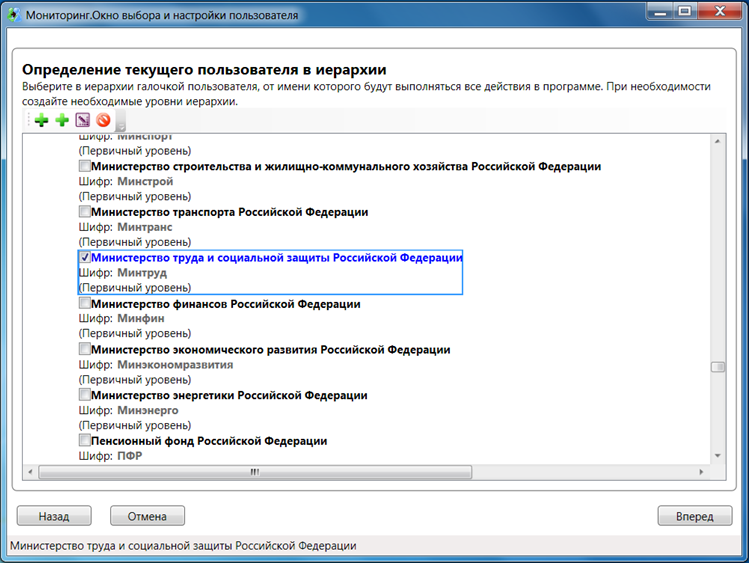 Мониторинг.Окно выбора и настройки пользователя
Определение текущего пользователя в иерархии
Выберите в иерархии галочкой пользователя, от имени которого будут выполняться все действия в программе. При необходимости
создайте необходимые уровни иерархии.
Шифр: Минспорт
(Первичный уровень)
Министерство строительства и жилищно-коммунального хозяйства Российской Федерации
Шифр: Минстрой
(Первичный уровень)
Министерство транспорта Российской Федерации
Шифр: Минтранс
(Первичный уровень)
Министерство труда и социальной защиты Российской Федерации
Шифр: Минтруд
(Первичный уровень)
Министерство финансов Российской Федерации
Шифр: Минфин
(Первичный уровень)
Министерство экономического развития Российской Федерации
Шифр: Минэкономразвития
(Первичный уровень)
Министерство энергетики Российской Федерации
Шифр: Минэнерго
(Первичный уровень)
Пенсионный фонд Российской Федерации
Шифр: ПФР
Назад Отмена Вперед
Министерство труда и социальной защиты Российской Федерации